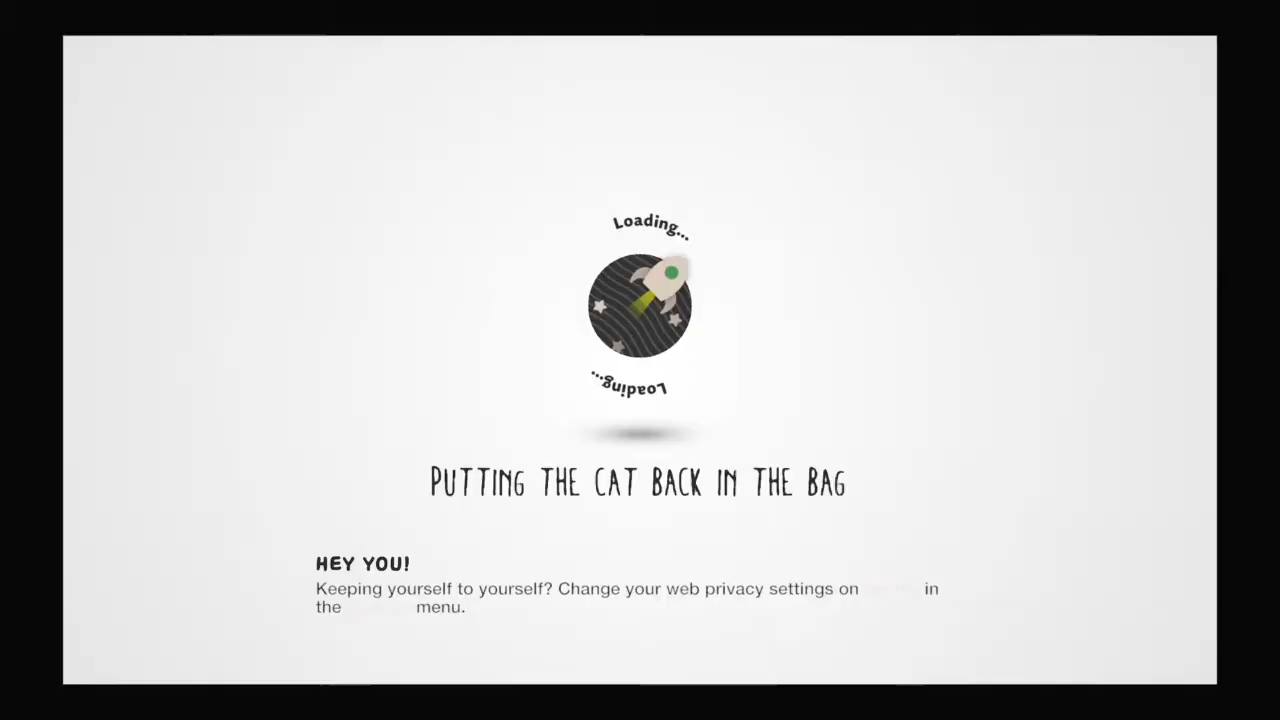 Loading...
Loading...
PUTTING THE CAT BACK IN THE BAG
HEY YOU!
Keeping yourself to yourself? Change your web privacy settings on in
the menu.